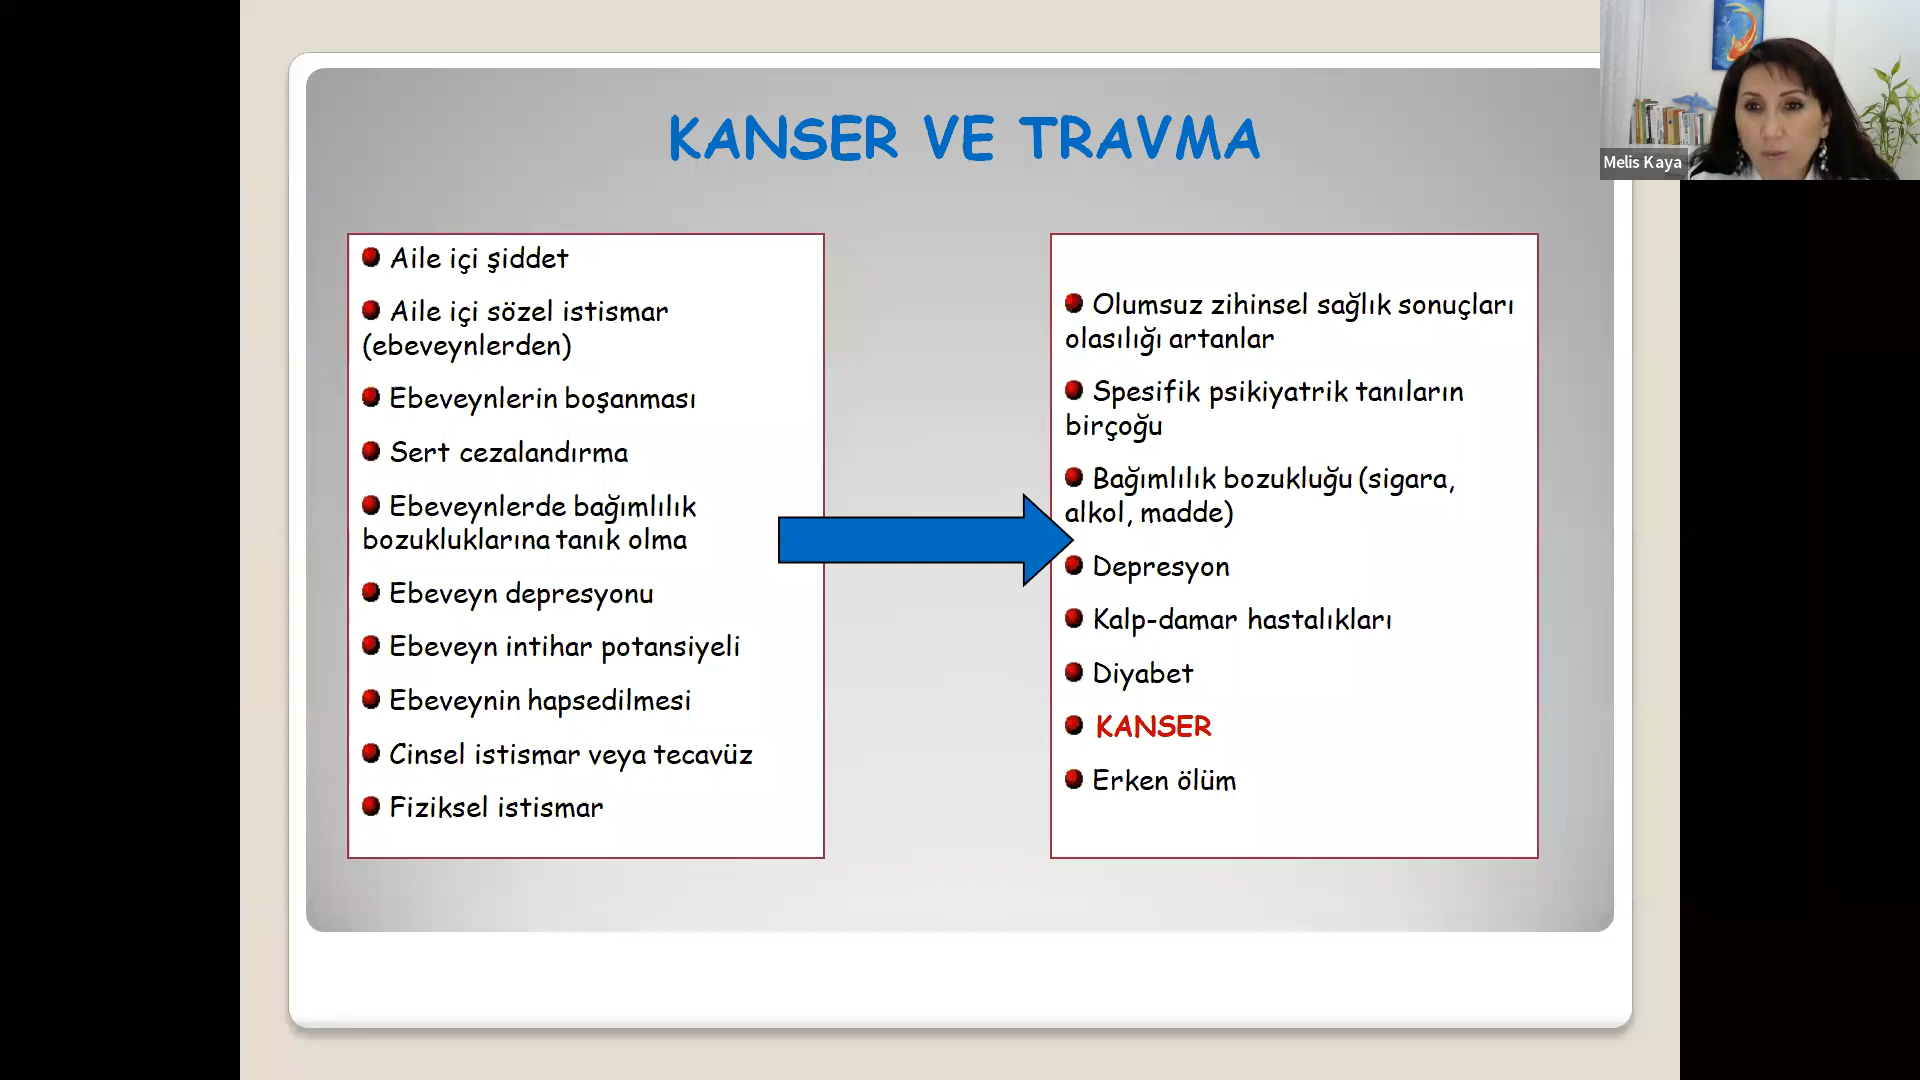 KANSER VE TRAVMA
Melis Kaya
Aile içi şiddet
Aile içi sözel istismar
(ebeveynlerden)
Ebeveynlerin boşanması
Sert cezalandırma
Ebeveynlerde bağımlılık
bozukluklarına tanık olma
Ebeveyn depresyonu
Ebeveyn intihar potansiyeli
Ebeveynin hapsedilmesi
Cinsel istismar veya tecavüz
Fiziksel istismar
Olumsuz zihinsel sağlık sonuçları
olasılığı artanlar
Spesifik psikiyatrik tanıların
birçoğu
Bağımlılık bozukluğu (sigara,
alkol, madde)
Depresyon
Kalp-damar hastalıkları
Diyabet
KANSER
Erken ölüm